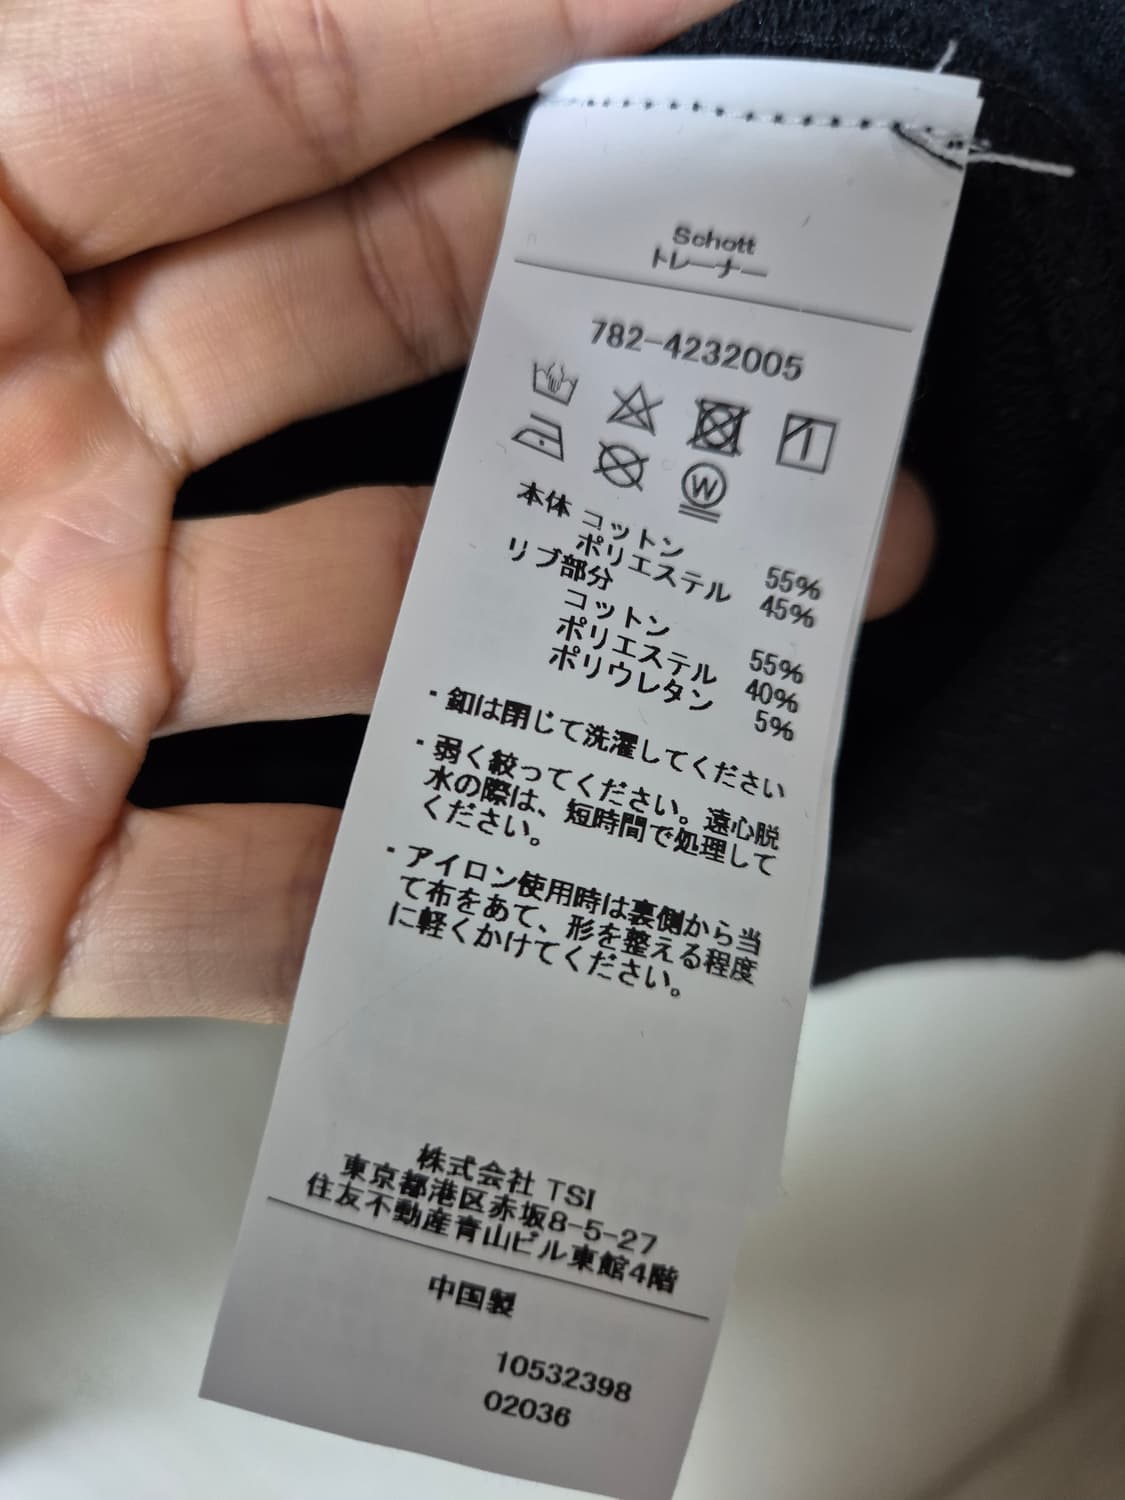 Schott
トレーナー
782-4232005
W
本体 コットン 55%
ポリエステル 45%
リブ部分
コットン 55%
ポリエステル 40%
ポリウレタン 5%
・釦は閉じて洗濯してください
・弱く絞ってください。遠心脱
水の際は、短時間で処理して
ください。
・アイロン使用時は裏側から当
て布をあて、形を整える程度
に軽くかけてください。
株式会社 TSI
東京都港区赤坂8-5-27
住友不動産青山ビル東館4階
中国製
10532398
02036